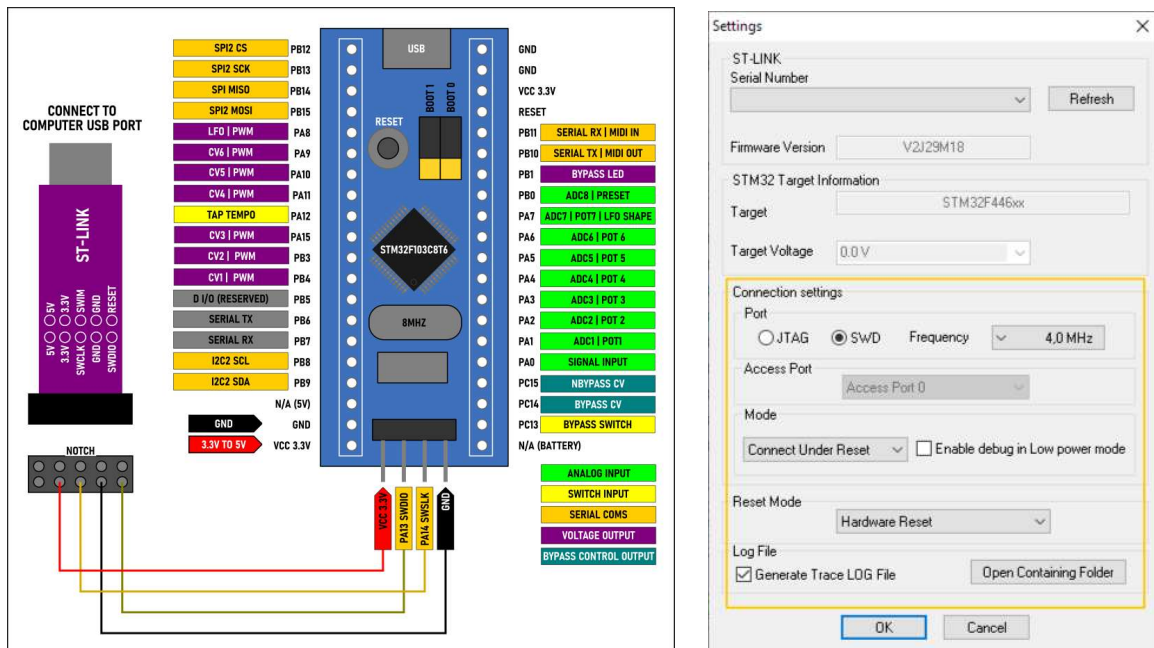 CONNECT TO
COMPUTER USB PORT
ST-LINK
5V 3.3V SWIM GND RESET
5V 3.3V SWCLK GND SWDIO
NOTCH
SPI2 CS PB12
SPI2 SCK PB13
SPI MISO PB14
SPI2 MOSI PB15
LFO | PWM PA8
CV6 | PWM PA9
CV5 | PWM PA10
CV4 | PWM PA11
TAP TEMPO PA12
CV3 | PWM PA15
CV2 | PWM PB3
CV1 | PWM PB4
D I/O (RESERVED) PB5
SERIAL TX PB6
SERIAL RX PB7
I2C2 SCL PB8
I2C2 SDA PB9
N/A (5V)
GND GND
3.3V TO 5V VCC 3.3V
USB
BOOT 1
BOOT 0
RESET
STM32F103C8T6
8MHZ
VCC 3.3V
PA13 SWDIO
PA14 SWSLK
GND
GND
GND
VCC 3.3V
RESET
PB11 SERIAL RX | MIDI IN
PB10 SERIAL TX | MIDI OUT
PB1 BYPASS LED
PB0 ADC8 | PRESET
PA7 ADC7 | POT7 | LFO SHAPE
PA6 ADC6 | POT 6
PA5 ADC5 | POT 5
PA4 ADC4 | POT 4
PA3 ADC3 | POT 3
PA2 ADC2 | POT 2
PA1 ADC1 | POT1
PA0 SIGNAL INPUT
PC15 NBYPASS CV
PC14 BYPASS CV
PC13 BYPASS SWITCH
N/A (BATTERY)
ANALOG INPUT
SWITCH INPUT
SERIAL COMS
VOLTAGE OUTPUT
BYPASS CONTROL OUTPUT
Settings
ST-LINK
Serial Number
Refresh
Firmware Version V2J29M18
STM32 Target Information
Target STM32F446xx
Target Voltage 0.0 V
Connection settings
Port
JTAG SWD Frequency 4,0 MHz
Access Port
Access Port 0
Mode
Connect Under Reset Enable debug in Low power mode
Reset Mode
Hardware Reset
Log File
Generate Trace LOG File Open Containing Folder
OK Cancel